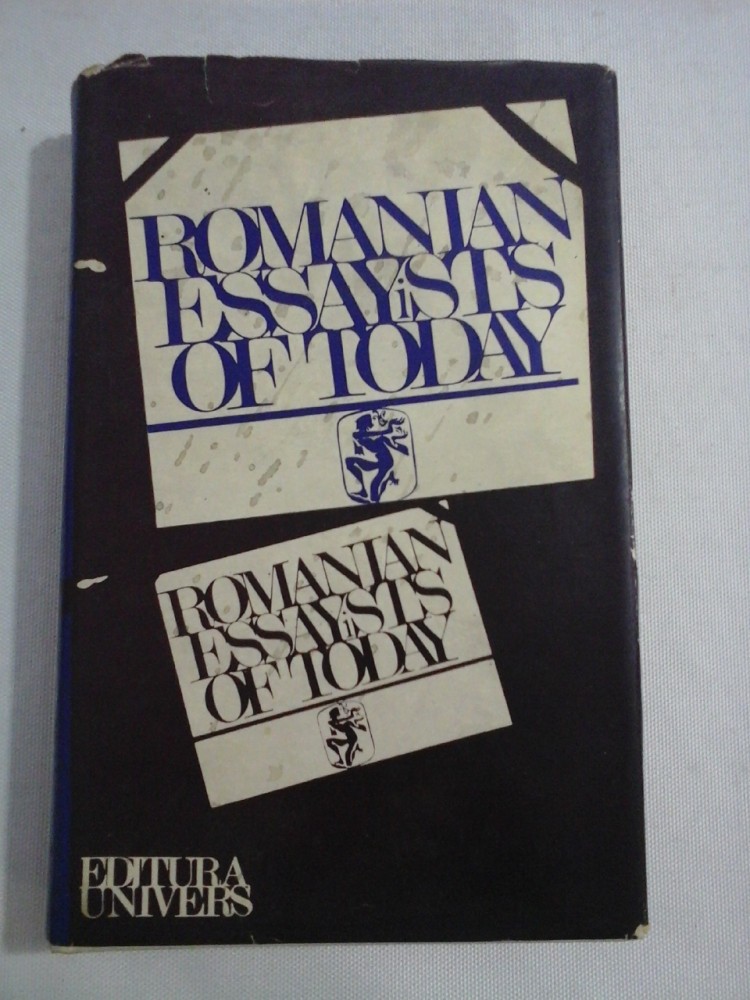 ROMANIAN
ESSAYiSTS
OF TODAY
ROMANIAN
ESSAYiSTS
OF TODAY
EDITURA
UNIVERS